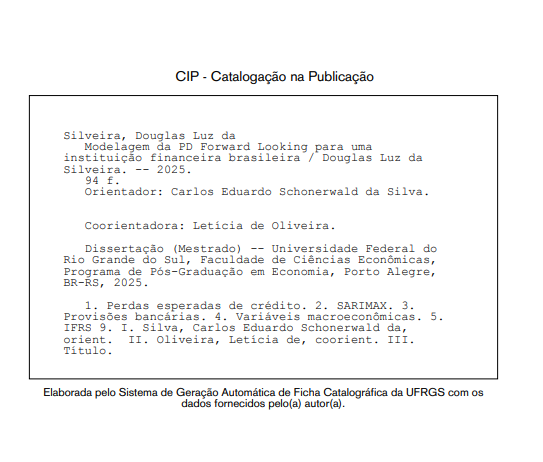 CIP - Catalogação na Publicação
Silveira, Douglas Luz da
Modelagem da PD Forward Looking para uma
instituição financeira brasileira / Douglas Luz da
Silveira. -- 2025.
94 f.
Orientador: Carlos Eduardo Schonerwald da Silva.
Coorientadora: Letícia de Oliveira.
Dissertação (Mestrado) -- Universidade Federal do
Rio Grande do Sul, Faculdade de Ciências Econômicas,
Programa de Pós-Graduação em Economia, Porto Alegre,
BR-RS, 2025.
1. Perdas esperadas de crédito. 2. SARIMAX. 3.
Provisões bancárias. 4. Variáveis macroeconômicas. 5.
IFRS 9. I. Silva, Carlos Eduardo Schonerwald da,
orient. II. Oliveira, Letícia de, coorient. III.
Título.
Elaborada pelo Sistema de Geração Automática de Ficha Catalográfica da UFRGS com os
dados fornecidos pelo(a) autor(a).